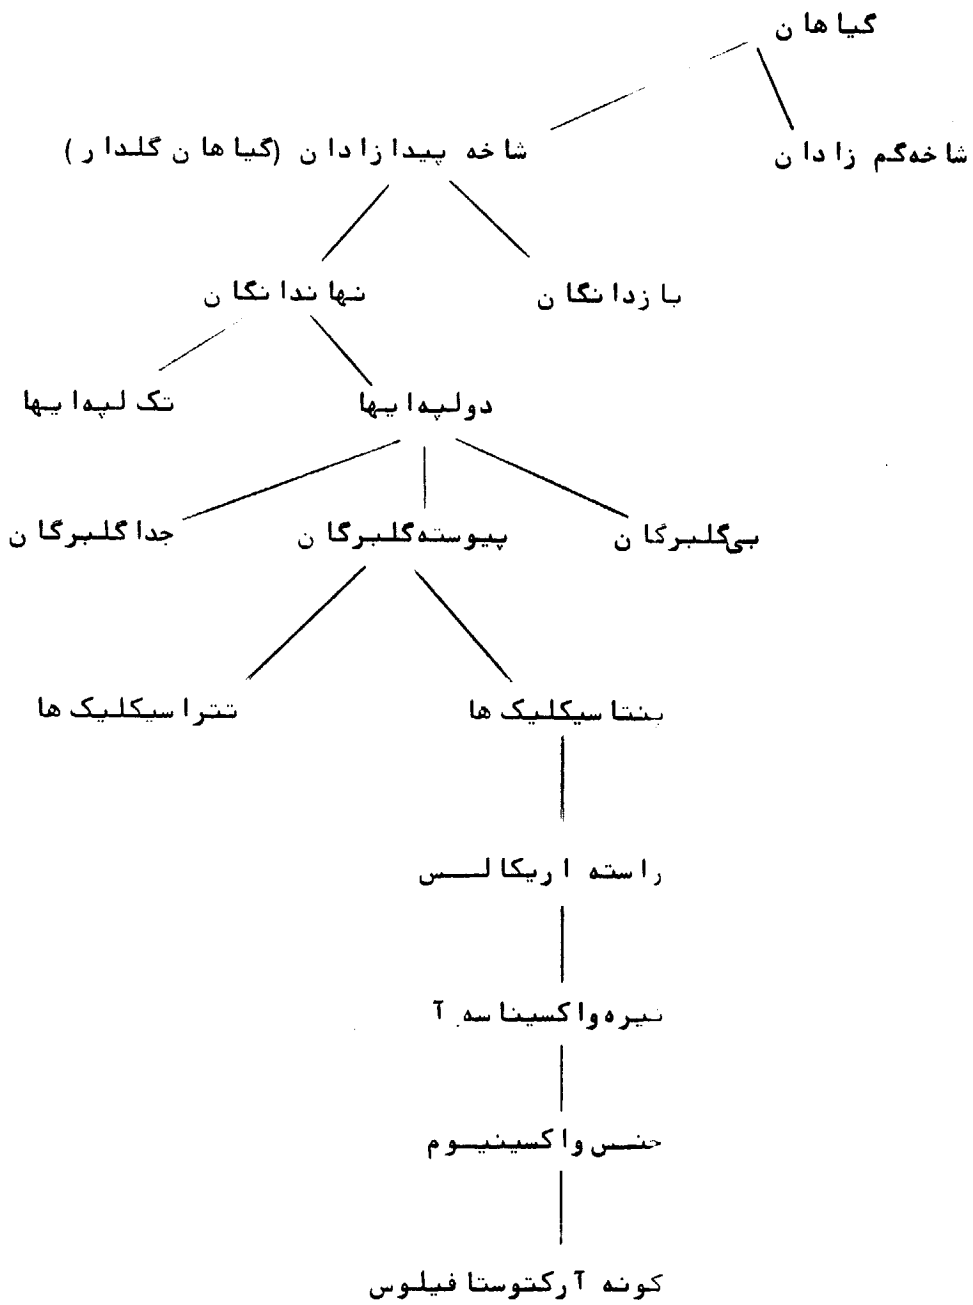 گیاهان
شاخه‌گم زادان
شاخه پیدازادان (گیاهان گلدار)
بازدانگان
نهاندانگان
دولپه‌ایها
تک لپه‌ایها
بی‌گلبرگان
پیوسته‌گلبرگان
جداگلبرگان
پنتاسیکلیک ها
تتراسیکلیک ها
راسته اریکالس
تیره‌واکسیناسه آ
جنس واکسینیوم
گونه آرکتوستافیلوس